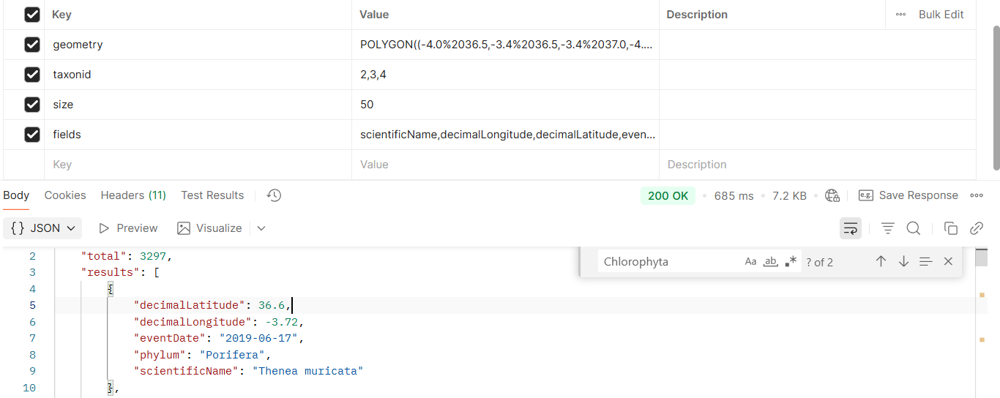 Key Value Description ••• Bulk Edit
geometry POLYGON((-4.0%2036.5,-3.4%2036.5,-3.4%2037.0,-4....
taxonid 2,3,4
size 50
fields scientificName,decimalLongitude,decimalLatitude,even...
Key Value Description
Body Cookies Headers (11) Test Results 200 OK • 685 ms • 7.2 KB • e.g. Save Response •••
{} JSON Preview Visualize
Chlorophyta Aa ab .* ? of 2
2 "total": 3297,
3 "results": [
4 {
5 "decimalLatitude": 36.6,
6 "decimalLongitude": -3.72,
7 "eventDate": "2019-06-17",
8 "phylum": "Porifera",
9 "scientificName": "Thenea muricata"
10 },